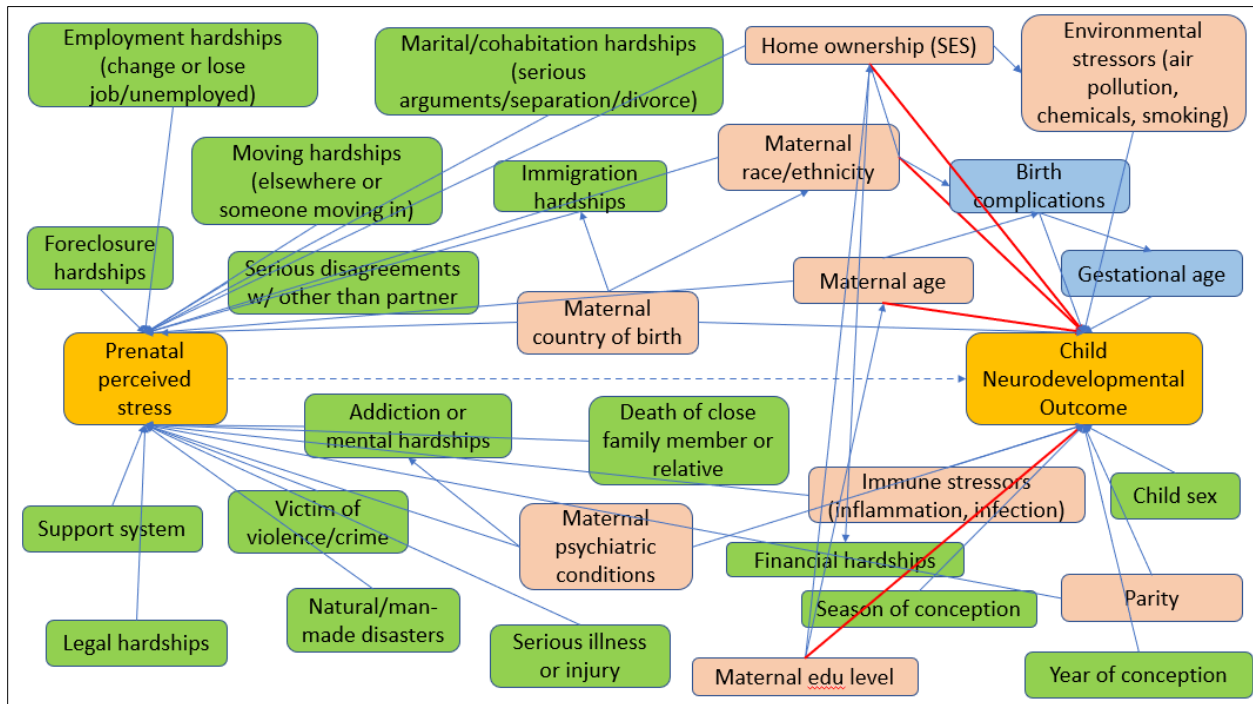 Employment hardships
(change or lose
job/unemployed)
Marital/cohabitation hardships
(serious
arguments/separation/divorce)
Home ownership (SES)
Environmental
stressors (air
pollution,
chemicals, smoking)
Moving hardships
(elsewhere or
someone moving in)
Immigration
hardships
Maternal
race/ethnicity
Birth
complications
Foreclosure
hardships
Serious disagreements
w/ other than partner
Maternal
country of birth
Maternal age
Gestational age
Prenatal
perceived
stress
Child
Neurodevelopmental
Outcome
Addiction or
mental hardships
Death of close
family member or
relative
Immune stressors
(inflammation, infection)
Child sex
Support system
Victim of
violence/crime
Maternal
psychiatric
conditions
Financial hardships
Season of conception
Parity
Legal hardships
Natural/man-
made disasters
Serious illness
or injury
Maternal edu level
Year of conception